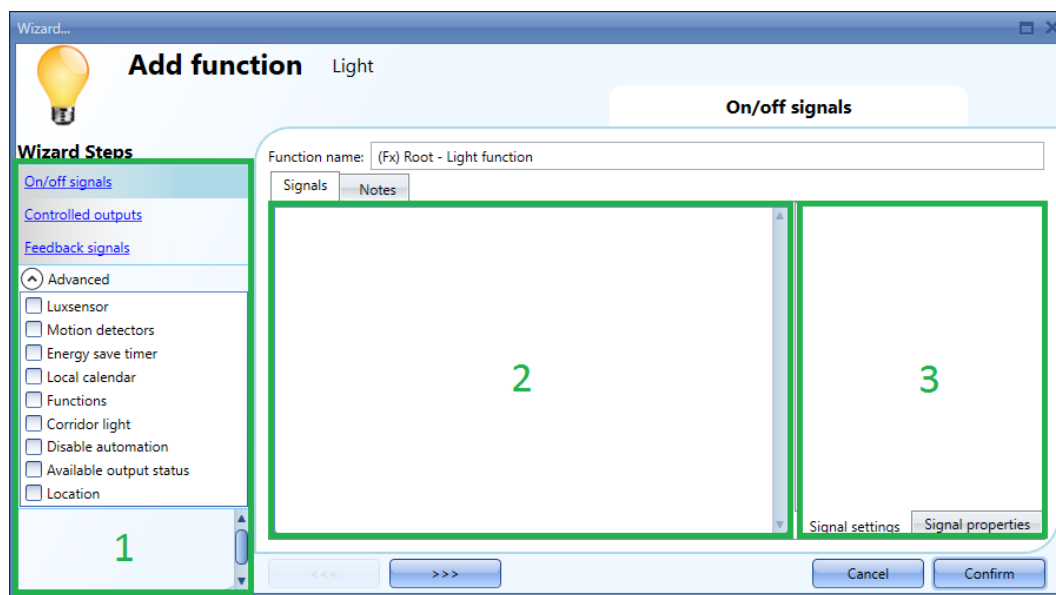 Wizard...
Add function Light
On/off signals
Wizard Steps
On/off signals
Controlled outputs
Feedback signals
Advanced
Luxsensor
Motion detectors
Energy save timer
Local calendar
Functions
Corridor light
Disable automation
Available output status
Location
1
Function name: (Fx) Root - Light function
Signals Notes
2
3
Signal settings Signal properties
<<< >>> Cancel Confirm